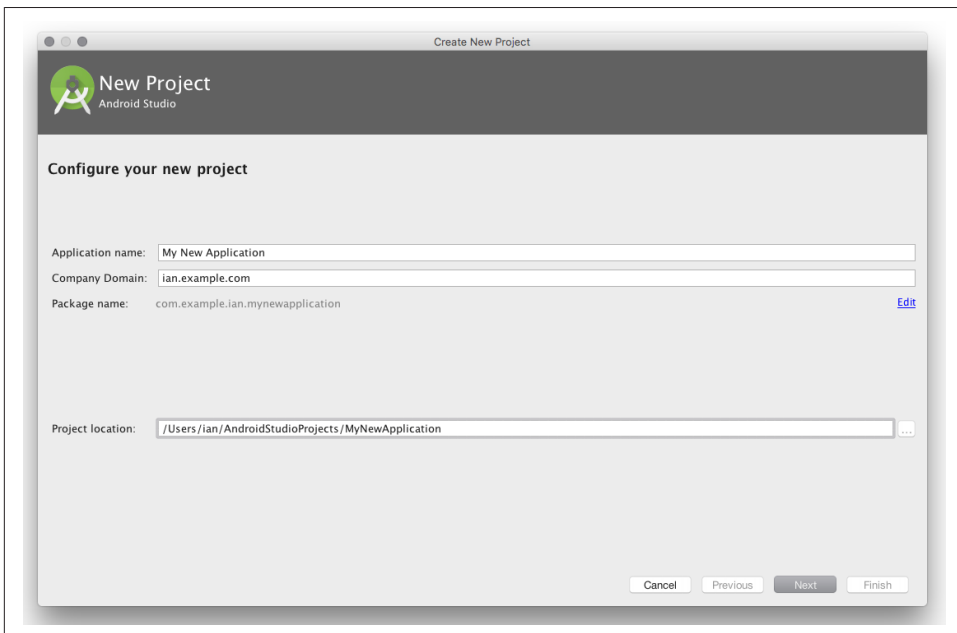 Create New Project
New Project
Android Studio
Configure your new project
Application name: My New Application
Company Domain: ian.example.com
Package name: com.example.ian.mynewapplication Edit
Project location: /Users/ian/AndroidStudioProjects/MyNewApplication ...
Cancel Previous Next Finish